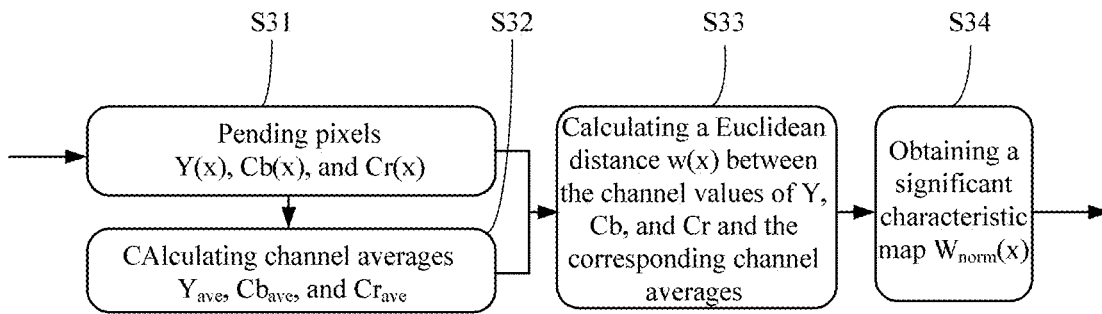 S31
S32
S33
S34
Pending pixels
Y(x), Cb(x), and Cr(x)
CAlculating channel averages
Yave, Cbave, and Crave
Calculating a Euclidean
distance w(x) between
the channel values of Y,
Cb, and Cr and the
corresponding channel
averages
Obtaining a
significant
characteristic
map Wnorm(x)